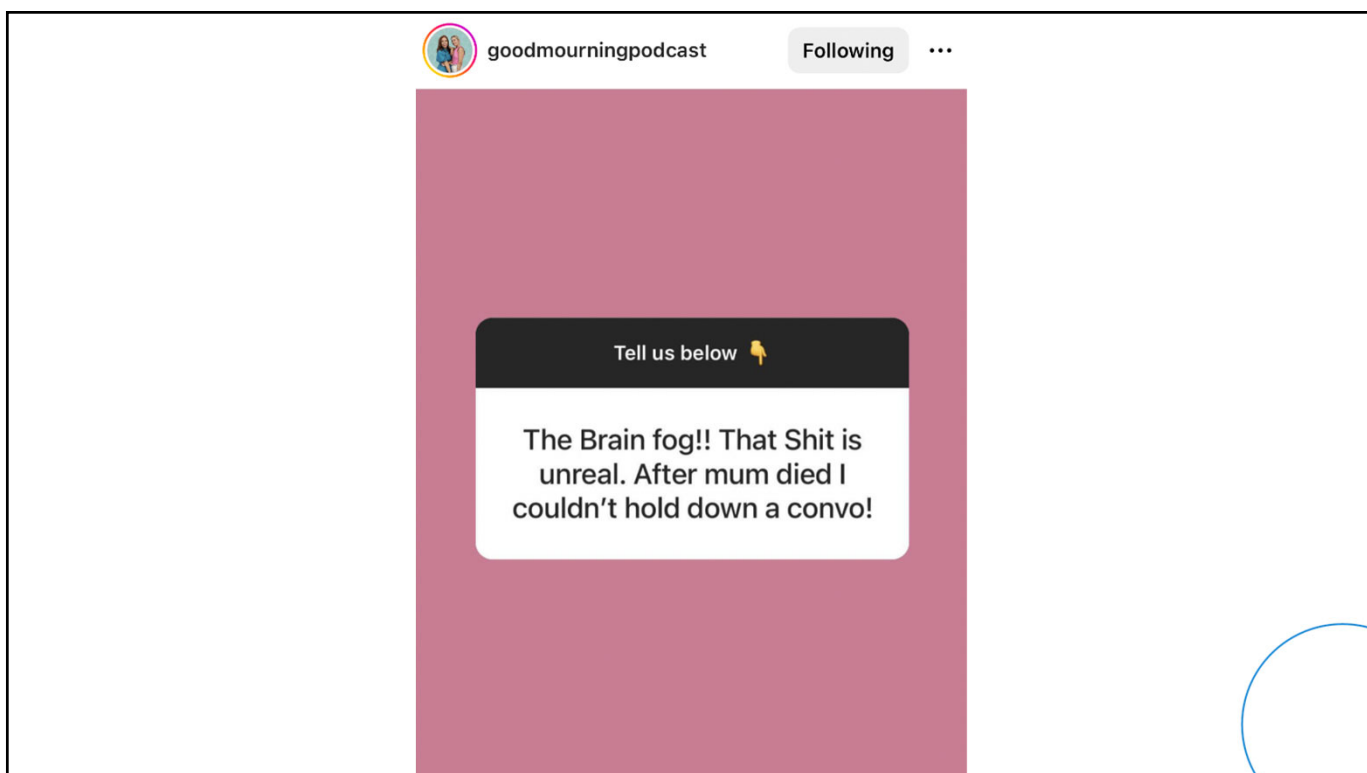 goodmourningpodcast
Following
Tell us below 👇
The Brain fog!! That Shit is
unreal. After mum died I
couldn’t hold down a convo!